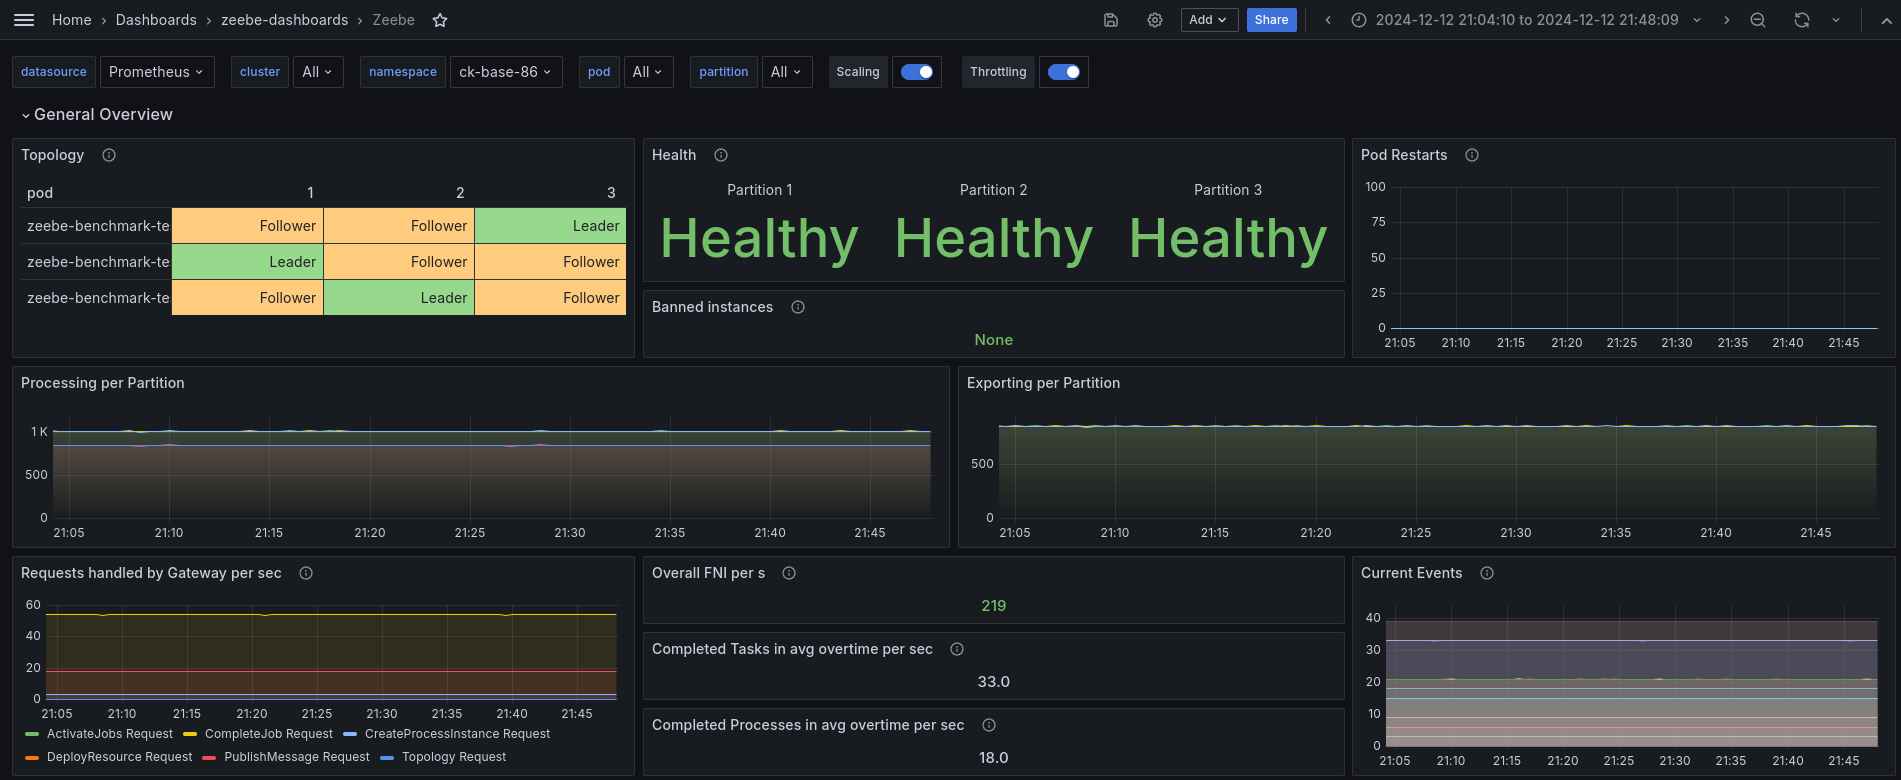 Home › Dashboards › zeebe-dashboards › Zeebe
Add Share 2024-12-12 21:04:10 to 2024-12-12 21:48:09
datasource Prometheus cluster All namespace ck-base-86 pod All partition All Scaling Throttling
General Overview
Topology
pod 1 2 3
zeebe-benchmark-te Follower Follower Leader
zeebe-benchmark-te Leader Follower Follower
zeebe-benchmark-te Follower Leader Follower
Health
Partition 1 Partition 2 Partition 3
Healthy Healthy Healthy
Banned instances
None
Pod Restarts
100
75
50
25
0
21:05 21:10 21:15 21:20 21:25 21:30 21:35 21:40 21:45
Processing per Partition
1 K
500
0
21:05 21:10 21:15 21:20 21:25 21:30 21:35 21:40 21:45
Exporting per Partition
500
0
21:05 21:10 21:15 21:20 21:25 21:30 21:35 21:40 21:45
Requests handled by Gateway per sec
60
40
20
0
21:05 21:10 21:15 21:20 21:25 21:30 21:35 21:40 21:45
ActivateJobs Request CompleteJob Request CreateProcessInstance Request
DeployResource Request PublishMessage Request Topology Request
Overall FNI per s
219
Completed Tasks in avg overtime per sec
33.0
Completed Processes in avg overtime per sec
18.0
Current Events
40
30
20
10
0
21:05 21:10 21:15 21:20 21:25 21:30 21:35 21:40 21:45